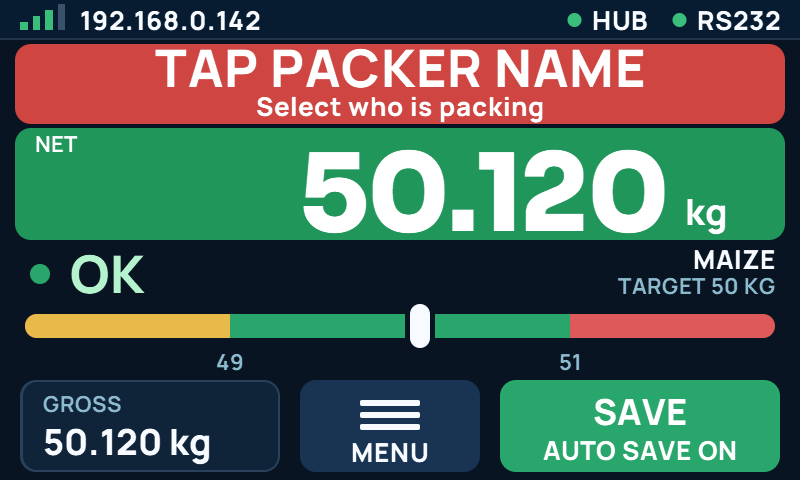 192.168.0.142
HUB
RS232
TAP PACKER NAME
Select who is packing
NET
50.120 kg
OK
MAIZE
TARGET 50 KG
49
51
GROSS
50.120 kg
MENU
SAVE
AUTO SAVE ON